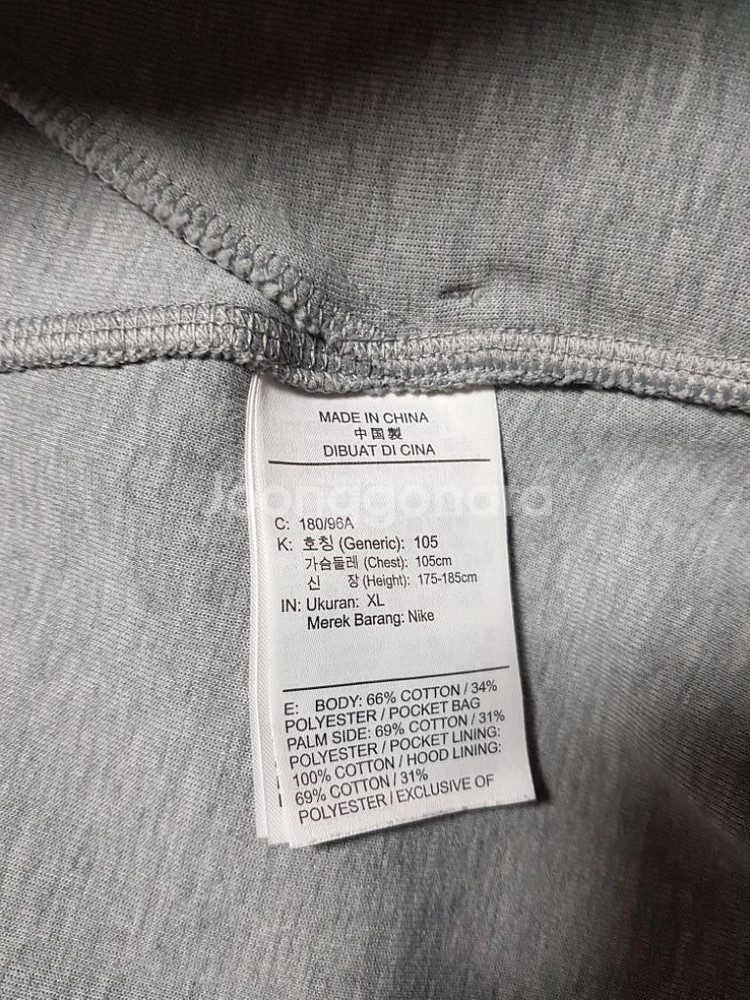 MADE IN CHINA
中国製
DIBUAT DI CINA
Joonggonara
C: 180/96A
K: 호칭 (Generic): 105
가슴둘레 (Chest): 105cm
신 장 (Height): 175-185cm
IN: Ukuran: XL
Merek Barang: Nike
E: BODY: 66% COTTON / 34%
POLYESTER / POCKET BAG
PALM SIDE: 69% COTTON / 31%
POLYESTER / POCKET LINING:
100% COTTON / HOOD LINING:
69% COTTON / 31%
POLYESTER / EXCLUSIVE OF